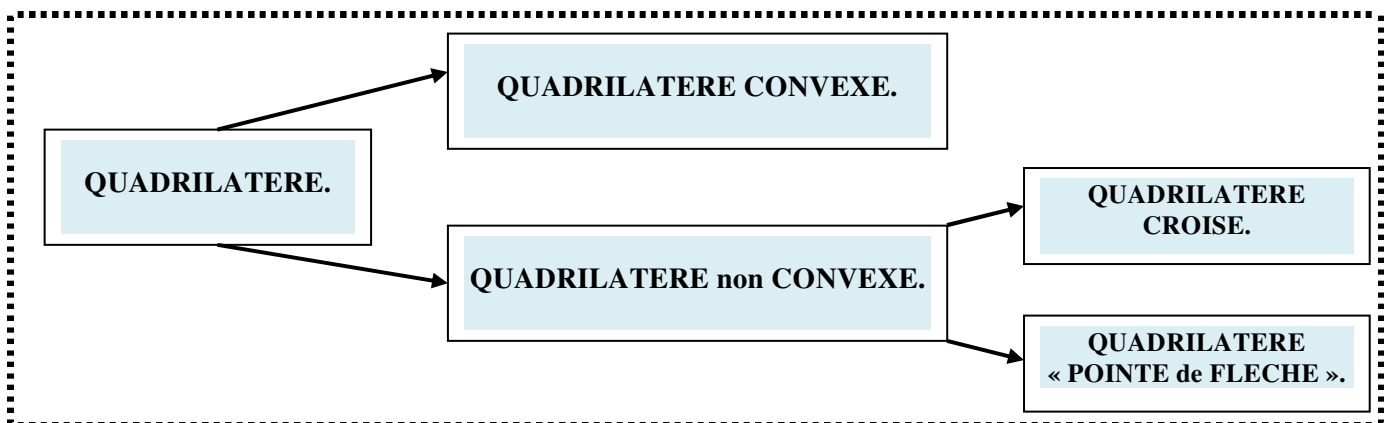 QUADRILATERE CONVEXE.
QUADRILATERE.
QUADRILATERE
CROISE.
QUADRILATERE non CONVEXE.
QUADRILATERE
« POINTE de FLECHE ».